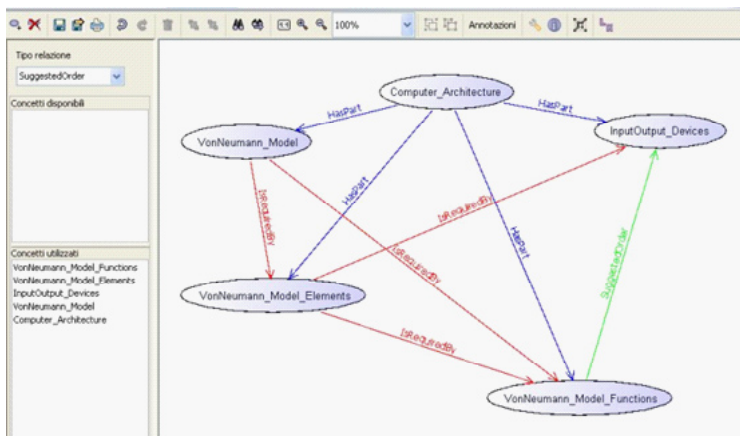 100%
Annotazioni
Tipo relazione
SuggestedOrder
Concetti disponibili
Concetti utilizzati
VonNeumann_Model_Functions
VonNeumann_Model_Elements
InputOutput_Devices
VonNeumann_Model
Computer_Architecture
Computer_Architecture
HasPart
HasPart
InputOutput_Devices
VonNeumann_Model
HasPart
IsRequiredBy
IsRequiredBy
IsRequiredBy
HasPart
SuggestedOrder
VonNeumann_Model_Elements
IsRequiredBy
VonNeumann_Model_Functions